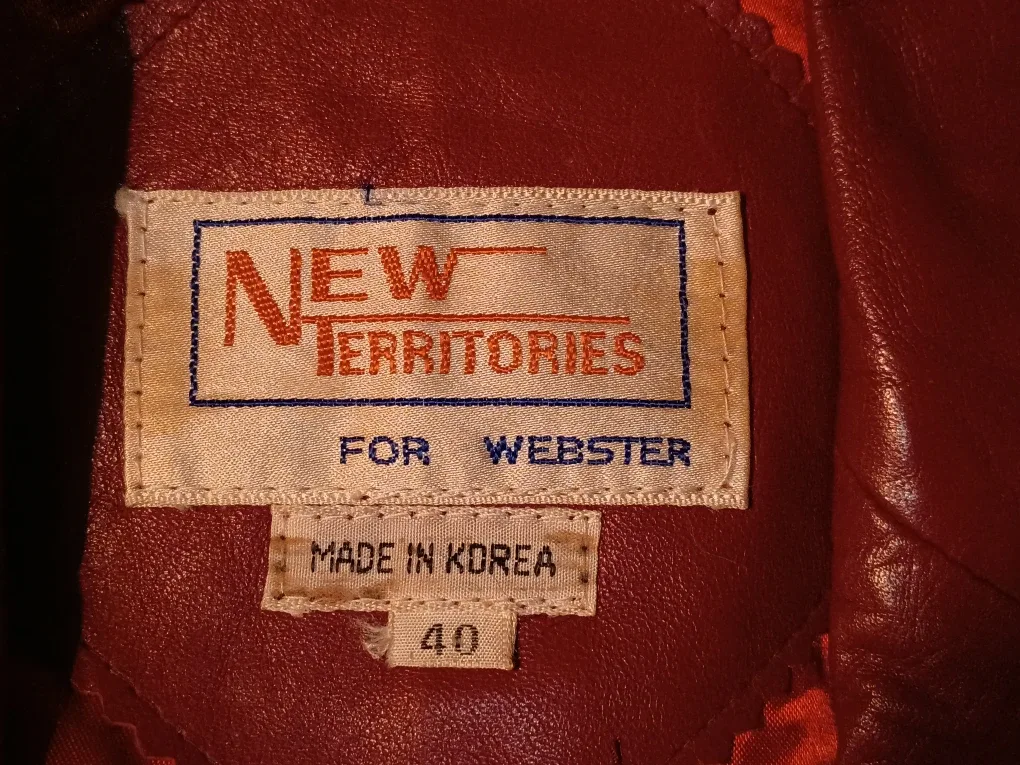 NEW
TERRITORIES
FOR WEBSTER
MADE IN KOREA
40